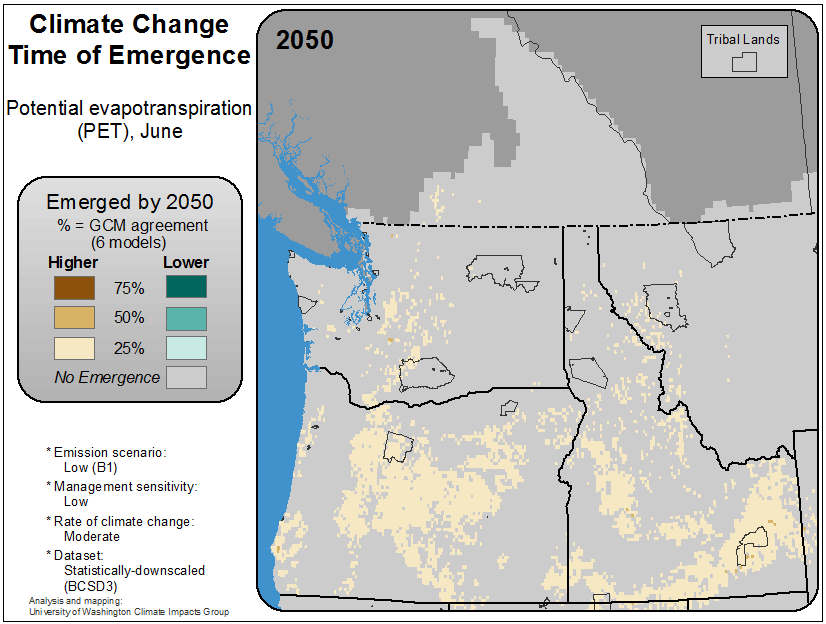 Climate Change
Time of Emergence
Potential evapotranspiration
(PET), June
Emerged by 2050
% = GCM agreement
(6 models)
Higher Lower
75%
50%
25%
No Emergence
* Emission scenario:
Low (B1)
* Management sensitivity:
Low
* Rate of climate change:
Moderate
* Dataset:
Statistically-downscaled
(BCSD3)
Analysis and mapping:
University of Washington Climate Impacts Group
2050
Tribal Lands